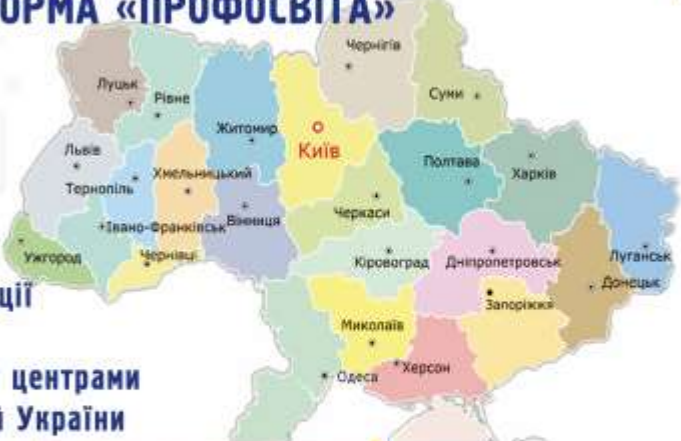 ОРМА «ПРОФОСВІТА»
Чернігів
Луцьк
Рівне
Суми
Житомир
Київ
Львів
Полтава
Харків
Хмельницький
Тернопіль
Черкаси
Вінниця
Івано-Франківськ
Ужгород
Чернівці
Кіровоград
Дніпропетровськ
Луганськ
Донецьк
ції
Запоріжжя
Миколаїв
центрами
Одеса
Херсон
й України